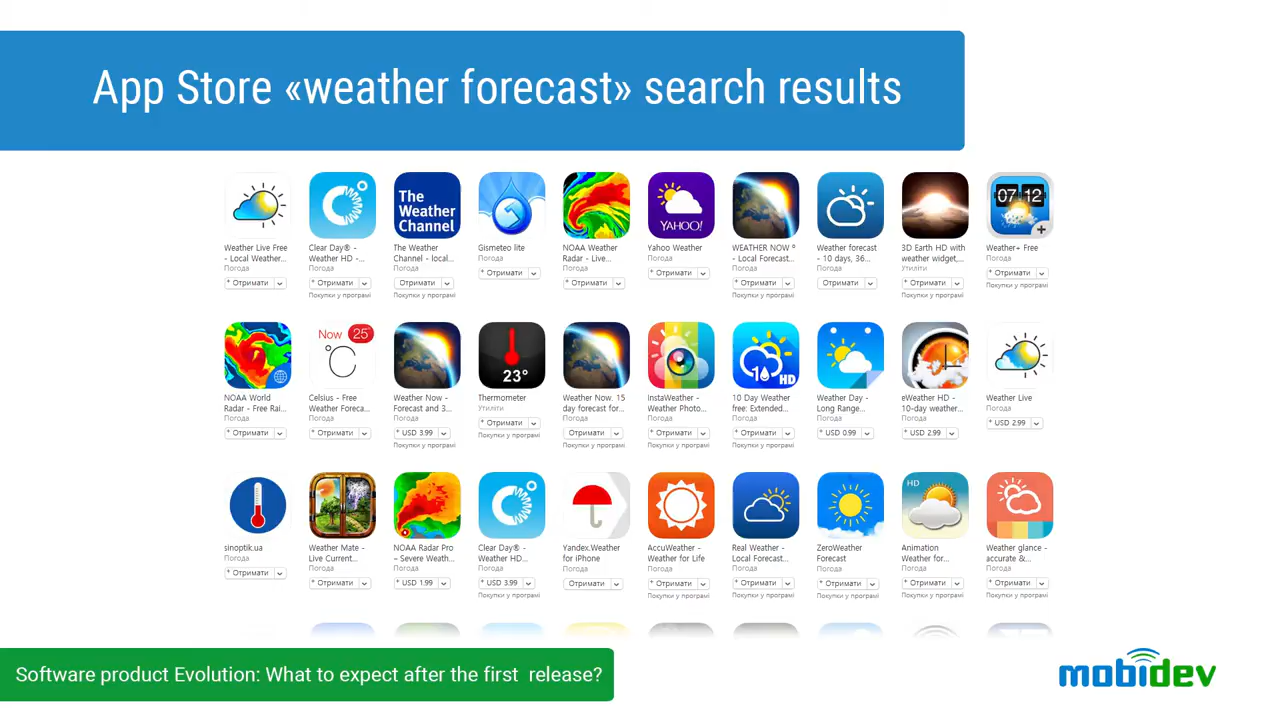 App Store «weather forecast» search results
The
Weather
Channel
YAHOO!
07 12
Weather Live Free
- Local Weather...
Погода
* Отримати
Clear Day® -
Weather HD -...
Погода
* Отримати
Покупки у програмі
The Weather
Channel - local...
Погода
Отримати
Покупки у програмі
Gismeteo lite
Погода
* Отримати
NOAA Weather
Radar - Live...
Погода
* Отримати
Yahoo Weather
Погода
* Отримати
WEATHER NOW º
- Local Forecast...
Погода
* Отримати
Покупки у програмі
Weather forecast
- 10 days, 36...
Погода
Отримати
3D Earth HD with
weather widget,...
Утиліти
* Отримати
Покупки у програмі
Weather+ Free
Погода
* Отримати
Покупки у програмі
Now 25
°C
23°
10
HD
NOAA World
Radar - Free Rai...
Погода
* Отримати
Celsius - Free
Weather Foreca...
Погода
* Отримати
Weather Now -
Forecast and 3...
Погода
* USD 3.99
Покупки у програмі
Thermometer
Утиліти
* Отримати
Покупки у програмі
Weather Now. 15
day forecast for...
Погода
Отримати
Покупки у програмі
InstaWeather -
Weather Photo...
Погода
* Отримати
Покупки у програмі
10 Day Weather
free: Extended...
Погода
* Отримати
Покупки у програмі
Weather Day -
Long Range...
Погода
* USD 0.99
eWeather HD -
10-day weather...
Погода
* USD 2.99
Weather Live
Погода
* USD 2.99
HD
sinoptik.ua
Погода
* Отримати
Weather Mate -
Live Current...
Погода
* Отримати
NOAA Radar Pro
– Severe Weath...
Погода
* USD 1.99
Clear Day® -
Weather HD...
Погода
* USD 3.99
Покупки у програмі
Yandex.Weather
for iPhone
Погода
Отримати
AccuWeather -
Weather for Life
Погода
* Отримати
Покупки у програмі
Real Weather -
Local Forecast...
Погода
* Отримати
Покупки у програмі
ZeroWeather
Forecast
Погода
* Отримати
Покупки у програмі
Animation
Weather for...
Погода
* Отримати
Покупки у програмі
Weather glance -
accurate &...
Погода
* Отримати
Покупки у програмі
Software product Evolution: What to expect after the first release?
mobidev